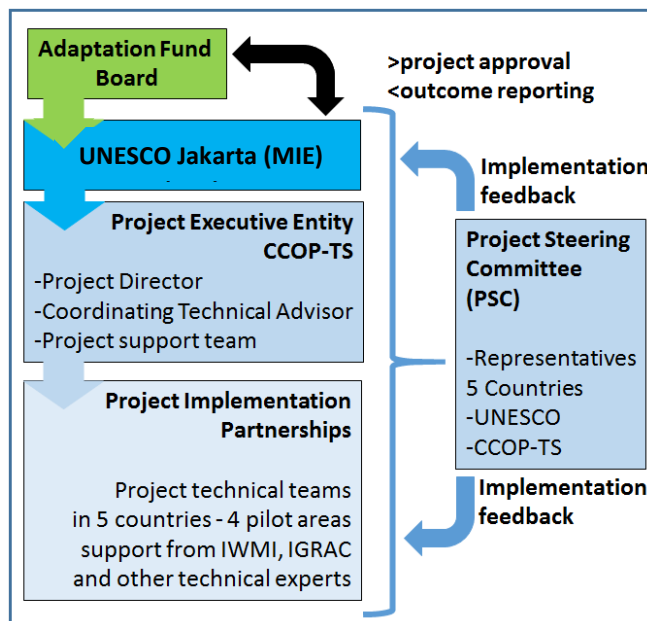 Adaptation Fund
Board
>project approval
<outcome reporting
UNESCO Jakarta (MIE)
Implementation
feedback
Project Executive Entity
CCOP-TS
-Project Director
-Coordinating Technical Advisor
-Project support team
Project Steering
Committee
(PSC)
-Representatives
5 Countries
-UNESCO
-CCOP-TS
Project Implementation
Partnerships
Project technical teams
in 5 countries - 4 pilot areas
support from IWMI, IGRAC
and other technical experts
Implementation
feedback